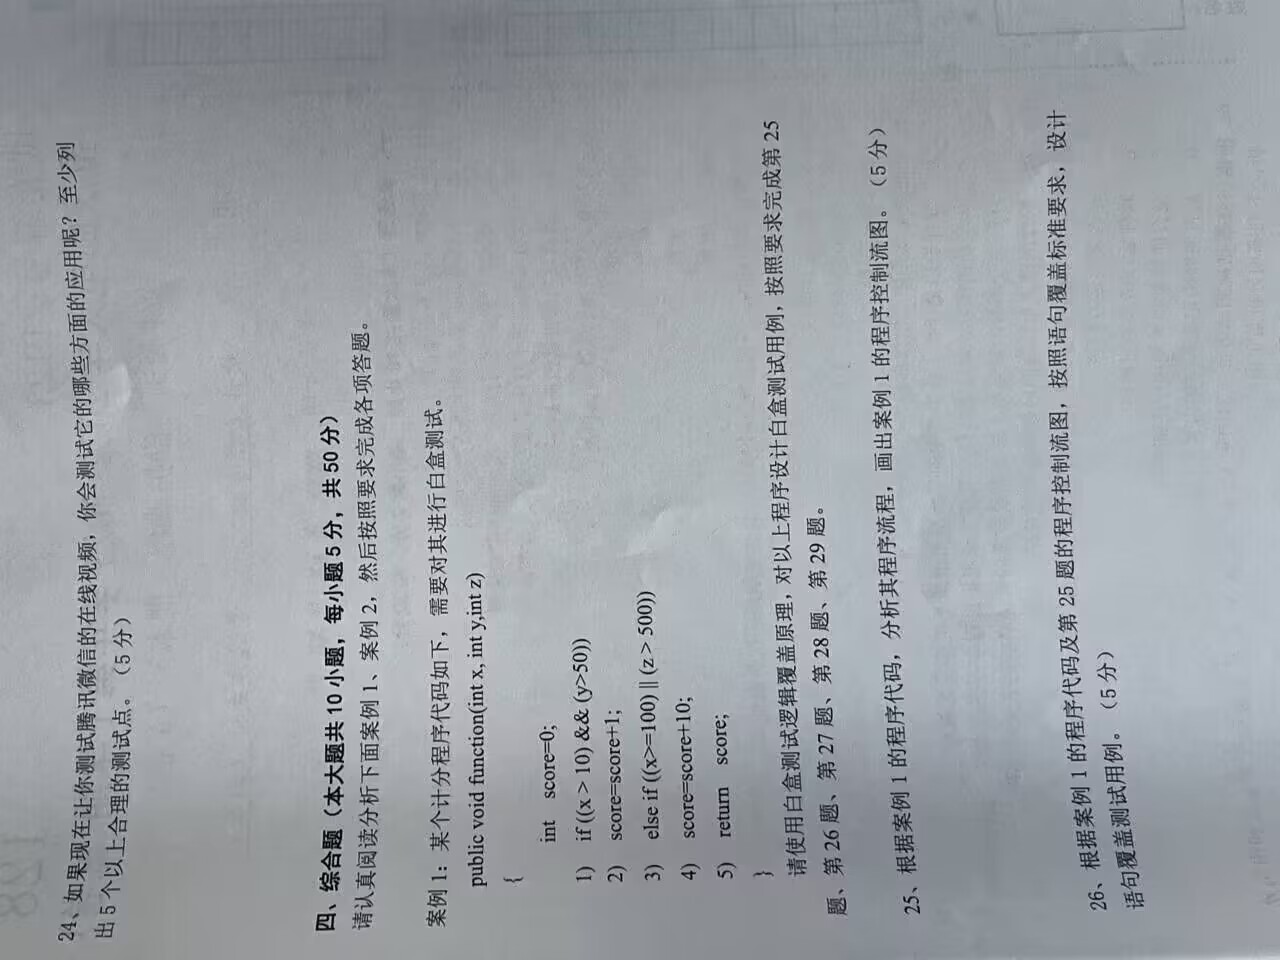 24、如果现在让你测试腾讯微信的在线视频，你会测试它的哪些方面的应用呢？至少列
出 5 个以上合理的测试点。（5 分）
四、综合题（本大题共 10 小题，每小题 5 分，共 50 分）
请认真阅读分析下面案例 1、案例 2，然后按照要求完成各项答题。
案例 1：某个计分程序代码如下，需要对其进行白盒测试。
public void function(int x, int y,int z)
{
int score=0;
1) if ((x > 10) && (y>50))
2) score=score+1;
3) else if ((x>=100) || (z > 500))
4) score=score+10;
5) return score;
}
请使用白盒测试逻辑覆盖原理，对以上程序设计白盒测试用例，按照要求完成第 25
题、第 26 题、第 27 题、第 28 题、第 29 题。
25、根据案例 1 的程序代码，分析其程序流程，画出案例 1 的程序控制流图。（5 分）
26、根据案例 1 的程序代码及第 25 题的程序控制流图，按照语句覆盖标准要求，设计
语句覆盖测试用例。（5 分）